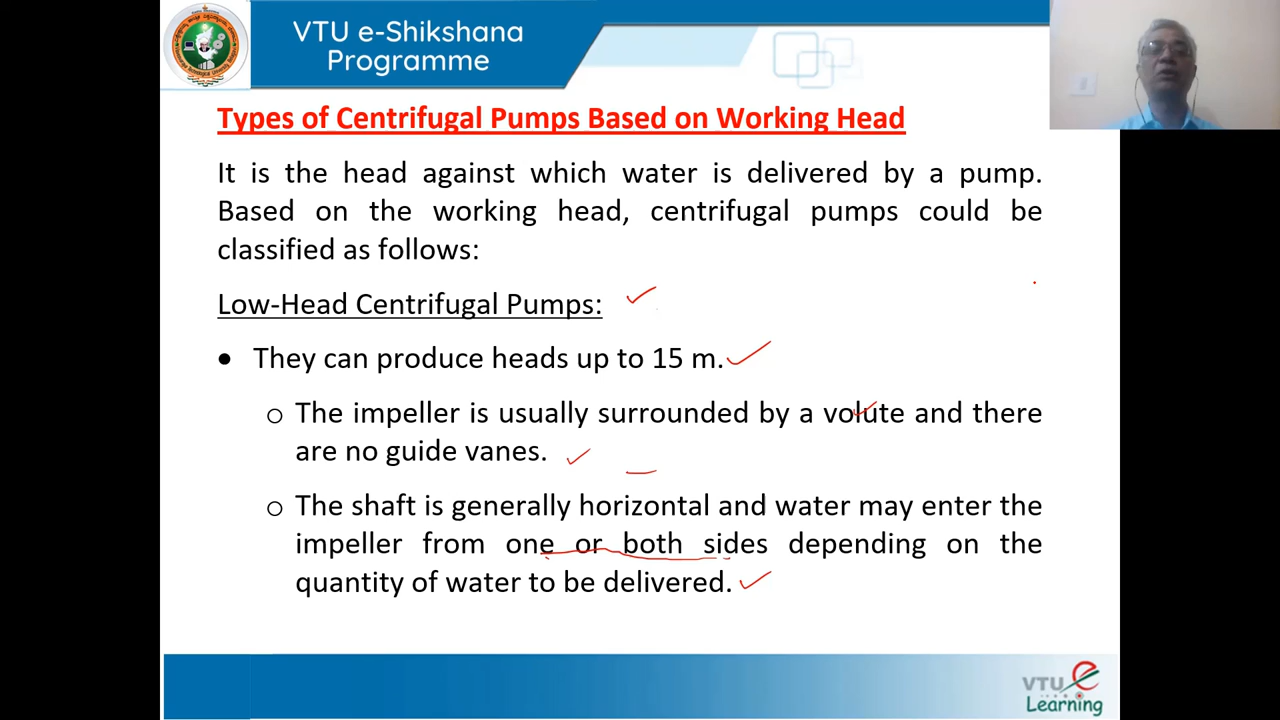 VTU e-Shikshana
Programme
Types of Centrifugal Pumps Based on Working Head
It is the head against which water is delivered by a pump.
Based on the working head, centrifugal pumps could be
classified as follows:
Low-Head Centrifugal Pumps:
• They can produce heads up to 15 m.
o The impeller is usually surrounded by a volute and there
are no guide vanes.
o The shaft is generally horizontal and water may enter the
impeller from one or both sides depending on the
quantity of water to be delivered.
VTU e
Learning